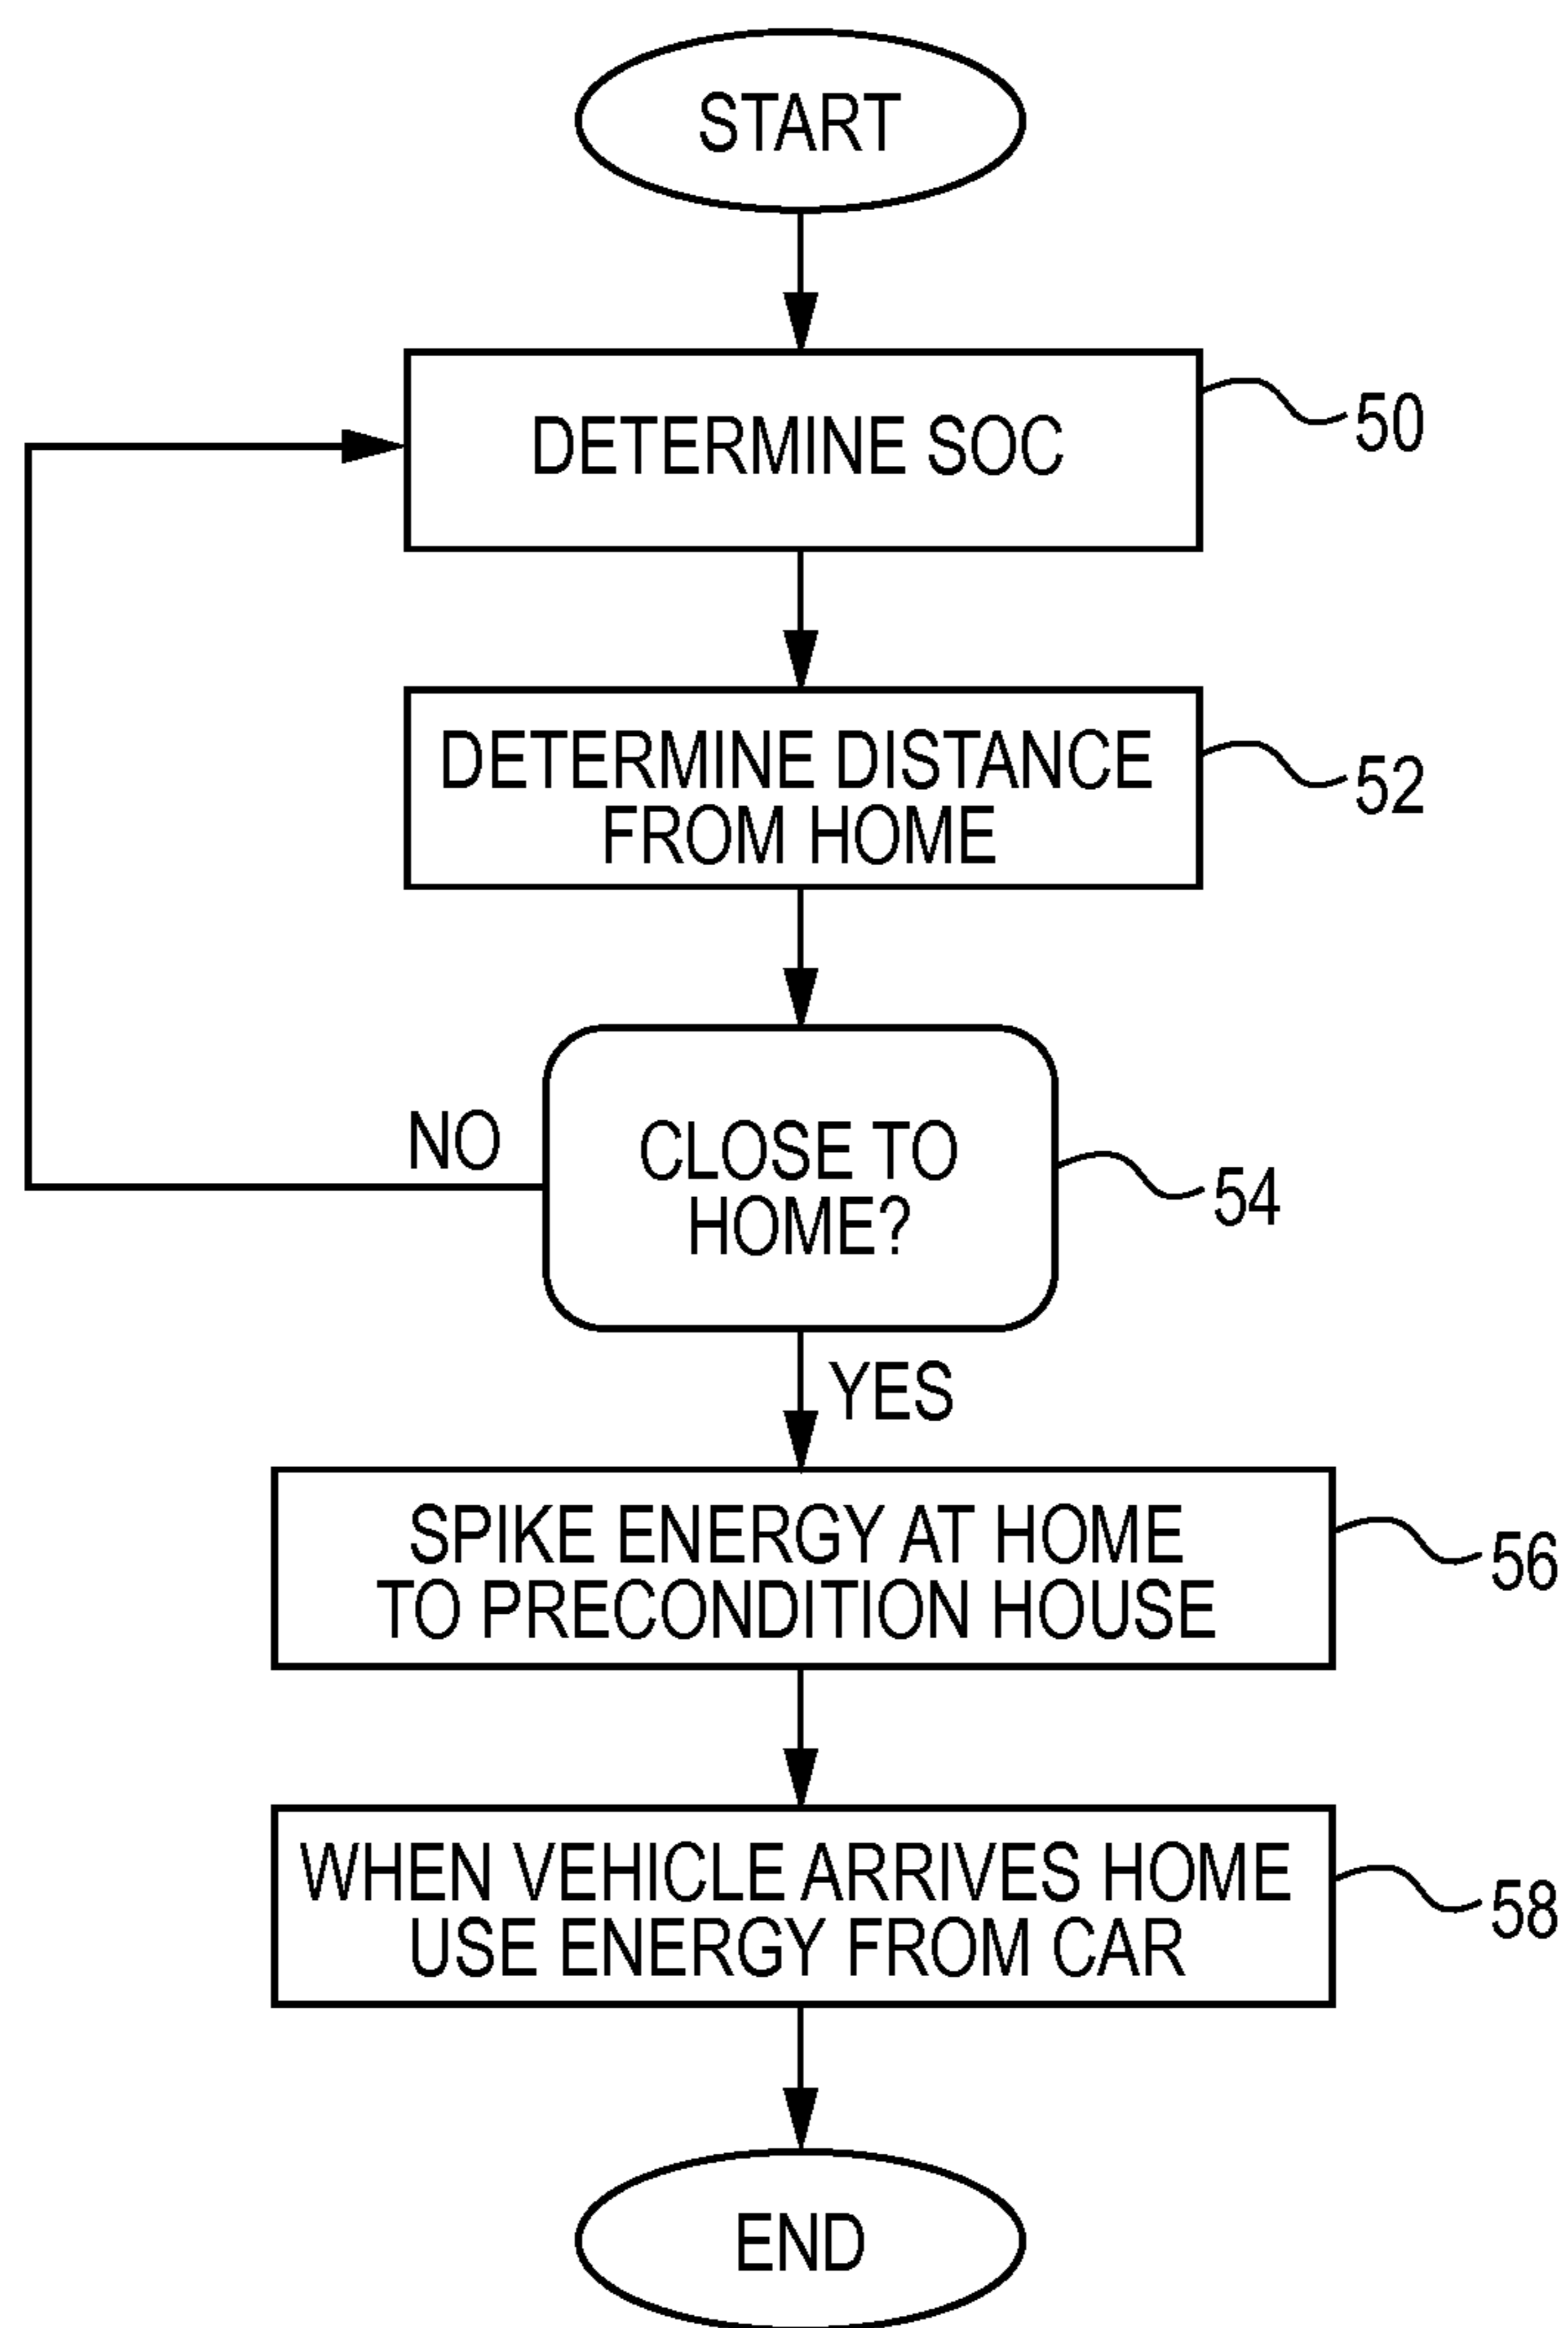 START
DETERMINE SOC
50
DETERMINE DISTANCE
FROM HOME
52
CLOSE TO
HOME?
54
NO
YES
SPIKE ENERGY AT HOME
TO PRECONDITION HOUSE
56
WHEN VEHICLE ARRIVES HOME
USE ENERGY FROM CAR
58
END